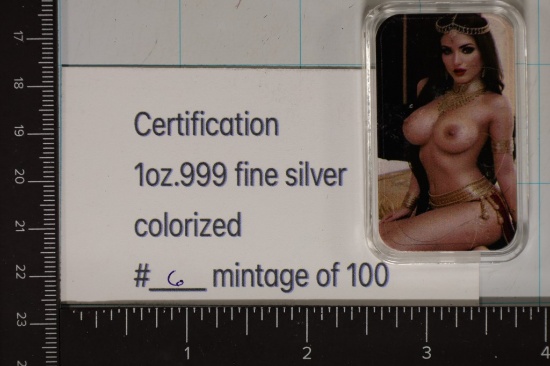 Certification
1oz.999 fine silver
colorized
#__6__ mintage of 100
17
18
19
20
21
22
23
1
2
3
4